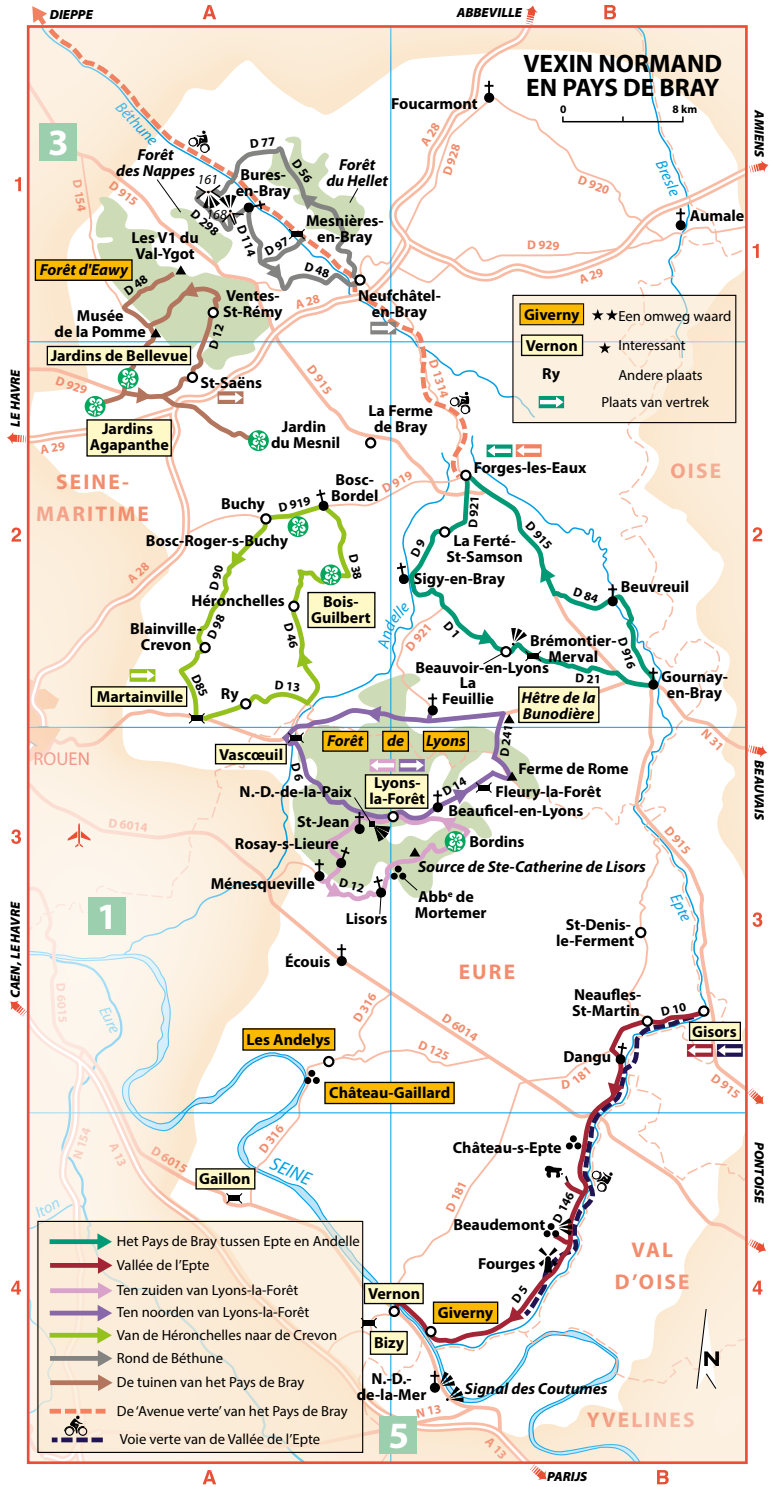 DIEPPE
A
ABBEVILLE
B
VEXIN NORMAND
EN PAYS DE BRAY
0
8 km
Foucarmont
A 28
D 928
AMIENS
Béthune
3
D 77
Forêt
des Nappes
161
Bures-
en-Bray
D 56
Forêt
du Hellet
D 920
Bresle
1
D 154
D 915
168
D 298
D 114
D 97
Mesnières-
en-Bray
Aumale
Les V1 du
Val-Ygot
D 929
1
Forêt d'Eawy
D 48
D 48
A 29
Ventes-
St-Rémy
A 28
Neufchâtel-
en-Bray
Musée
de la Pomme
D 12
Giverny
★★ Een omweg waard
Vernon
★ Interessant
Ry
Andere plaats
Plaats van vertrek
Jardins de Bellevue
D 929
St-Saëns
D 915
D 1314
LE HAVRE
Jardins
Agapanthe
La Ferme
de Bray
Jardin
du Mesnil
A 29
SEINE-
MARITIME
D 919
Forges-les-Eaux
OISE
Bosc-
Bordel
Buchy
D 919
D 921
D 915
2
Bosc-Roger-s-Buchy
D 9
La Ferté-
St-Samson
2
A 28
D 90
D 38
Sigy-en-Bray
D 84
Beuvreuil
Héronchelles
Bois-
Guilbert
Andelle
D 921
D 1
Blainville-
Crevon
D 98
D 46
Brémontier-
Merval
D 916
Beauvoir-en-Lyons
D 21
Gournay-
en-Bray
Martainville
D85
Ry
D 13
La
Feuillie
Hêtre de la
Bunodière
Vascœuil
Forêt de Lyons
D 241
N 31
ROUEN
D 6
Lyons-
la-Forêt
D 14
Ferme de Rome
BEAUVAIS
N.-D.-de-la-Paix
Fleury-la-Forêt
D 6014
St-Jean
Beauficel-en-Lyons
D 915
3
Rosay-s-Lieure
Bordins
Ménesqueville
D 12
Source de Ste-Catherine de Lisors
Epte
1
Lisors
Abbᵉ de
Mortemer
St-Denis-
le-Ferment
3
Écouis
EURE
CAEN, LE HAVRE
D 6015
Eure
D 316
D 6014
Neaufles-
St-Martin
D 10
Gisors
Les Andelys
D 125
Dangu
D 181
D 915
Château-Gaillard
N 154
A 13
D 6015
D 316
SEINE
Château-s-Epte
PONTOISE
Gaillon
Iton
D 181
D 146
Beaudemont
VAL
D'OISE
Het Pays de Bray tussen Epte en Andelle
Vallée de l'Epte
Ten zuiden van Lyons-la-Forêt
Ten noorden van Lyons-la-Forêt
Van de Héronchelles naar de Crevon
Rond de Béthune
De tuinen van het Pays de Bray
De 'Avenue verte' van het Pays de Bray
Voie verte van de Vallée de l'Epte
Fourges
4
D 5
4
Vernon
Giverny
Bizy
N
N.-D.-
de-la-Mer
Signal des Coutumes
N 13
5
A 13
YVELINES
A
PARIJS
B